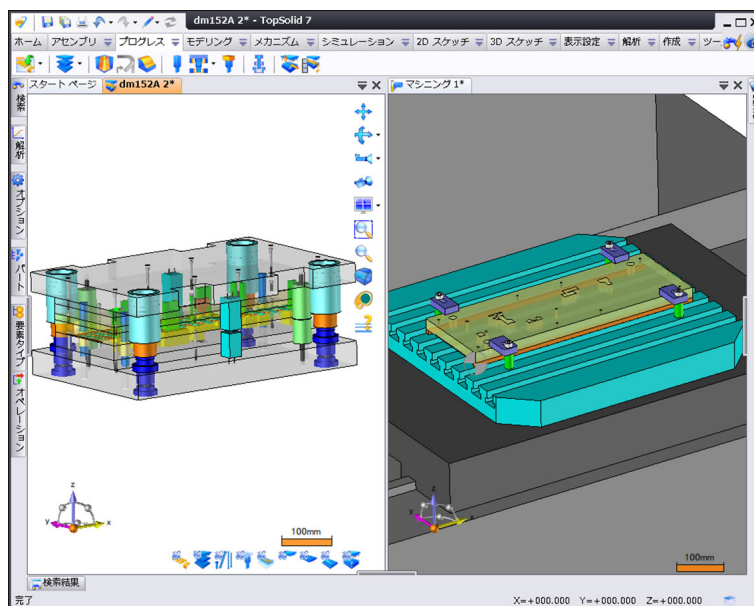 dm152A 2* - TopSolid 7
ホーム アセンブリ プログレス モデリング メカニズム シミュレーション 2D スケッチ 3D スケッチ 表示設定 解析 作成 ツー
スタート ページ dm152A 2* マシニング 1*
検索
解析
オプション
パート
要素タイプ
オペレーション
z
y
x
100mm
z
y
x
100mm
検索結果
完了 X=+000.000 Y=+000.000 Z=+000.000